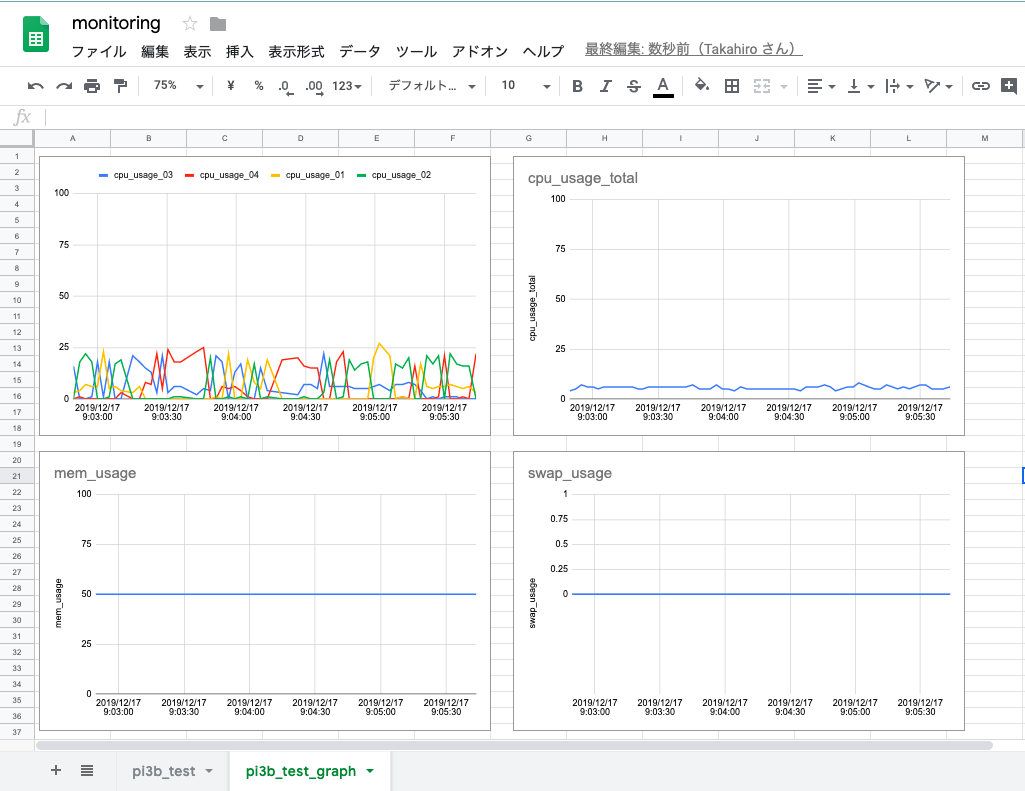 monitoring
ファイル 編集 表示 挿入 表示形式 データ ツール アドオン ヘルプ 最終編集: 数秒前（Takahiro さん）
75% ¥ % .0 .00 123 デフォルト... 10 B I S A
fx
A B C D E F G H I J K L M
1
2
3
4
5
6
7
8
9
10
11
12
13
14
15
16
17
18
19
20
21
22
23
24
25
26
27
28
29
30
31
32
33
34
35
36
37
cpu_usage_03 cpu_usage_04 cpu_usage_01 cpu_usage_02
100
75
50
25
0
2019/12/17 2019/12/17 2019/12/17 2019/12/17 2019/12/17 2019/12/17
9:03:00 9:03:30 9:04:00 9:04:30 9:05:00 9:05:30
cpu_usage_total
cpu_usage_total
100
75
50
25
0
2019/12/17 2019/12/17 2019/12/17 2019/12/17 2019/12/17 2019/12/17
9:03:00 9:03:30 9:04:00 9:04:30 9:05:00 9:05:30
mem_usage
mem_usage
100
75
50
25
0
2019/12/17 2019/12/17 2019/12/17 2019/12/17 2019/12/17 2019/12/17
9:03:00 9:03:30 9:04:00 9:04:30 9:05:00 9:05:30
swap_usage
swap_usage
1
0.75
0.5
0.25
0
2019/12/17 2019/12/17 2019/12/17 2019/12/17 2019/12/17 2019/12/17
9:03:00 9:03:30 9:04:00 9:04:30 9:05:00 9:05:30
pi3b_test pi3b_test_graph